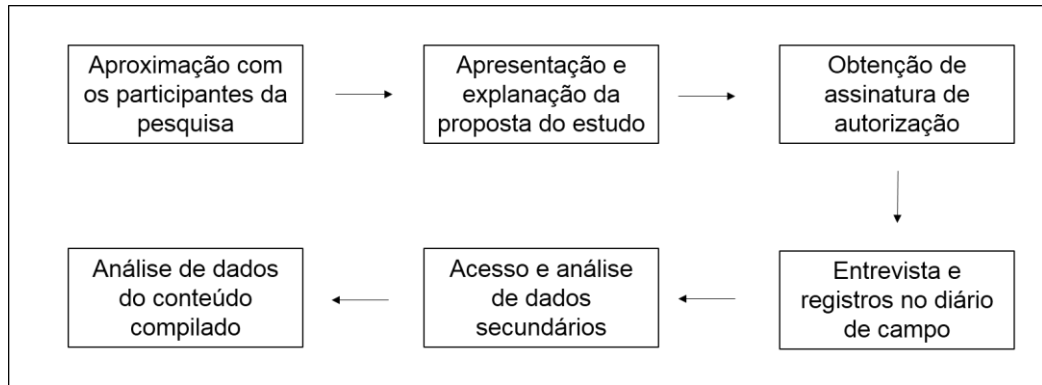 Aproximação com
os participantes da
pesquisa
Apresentação e
explanação da
proposta do estudo
Obtenção de
assinatura de
autorização
Entrevista e
registros no diário
de campo
Acesso e análise
de dados
secundários
Análise de dados
do conteúdo
compilado